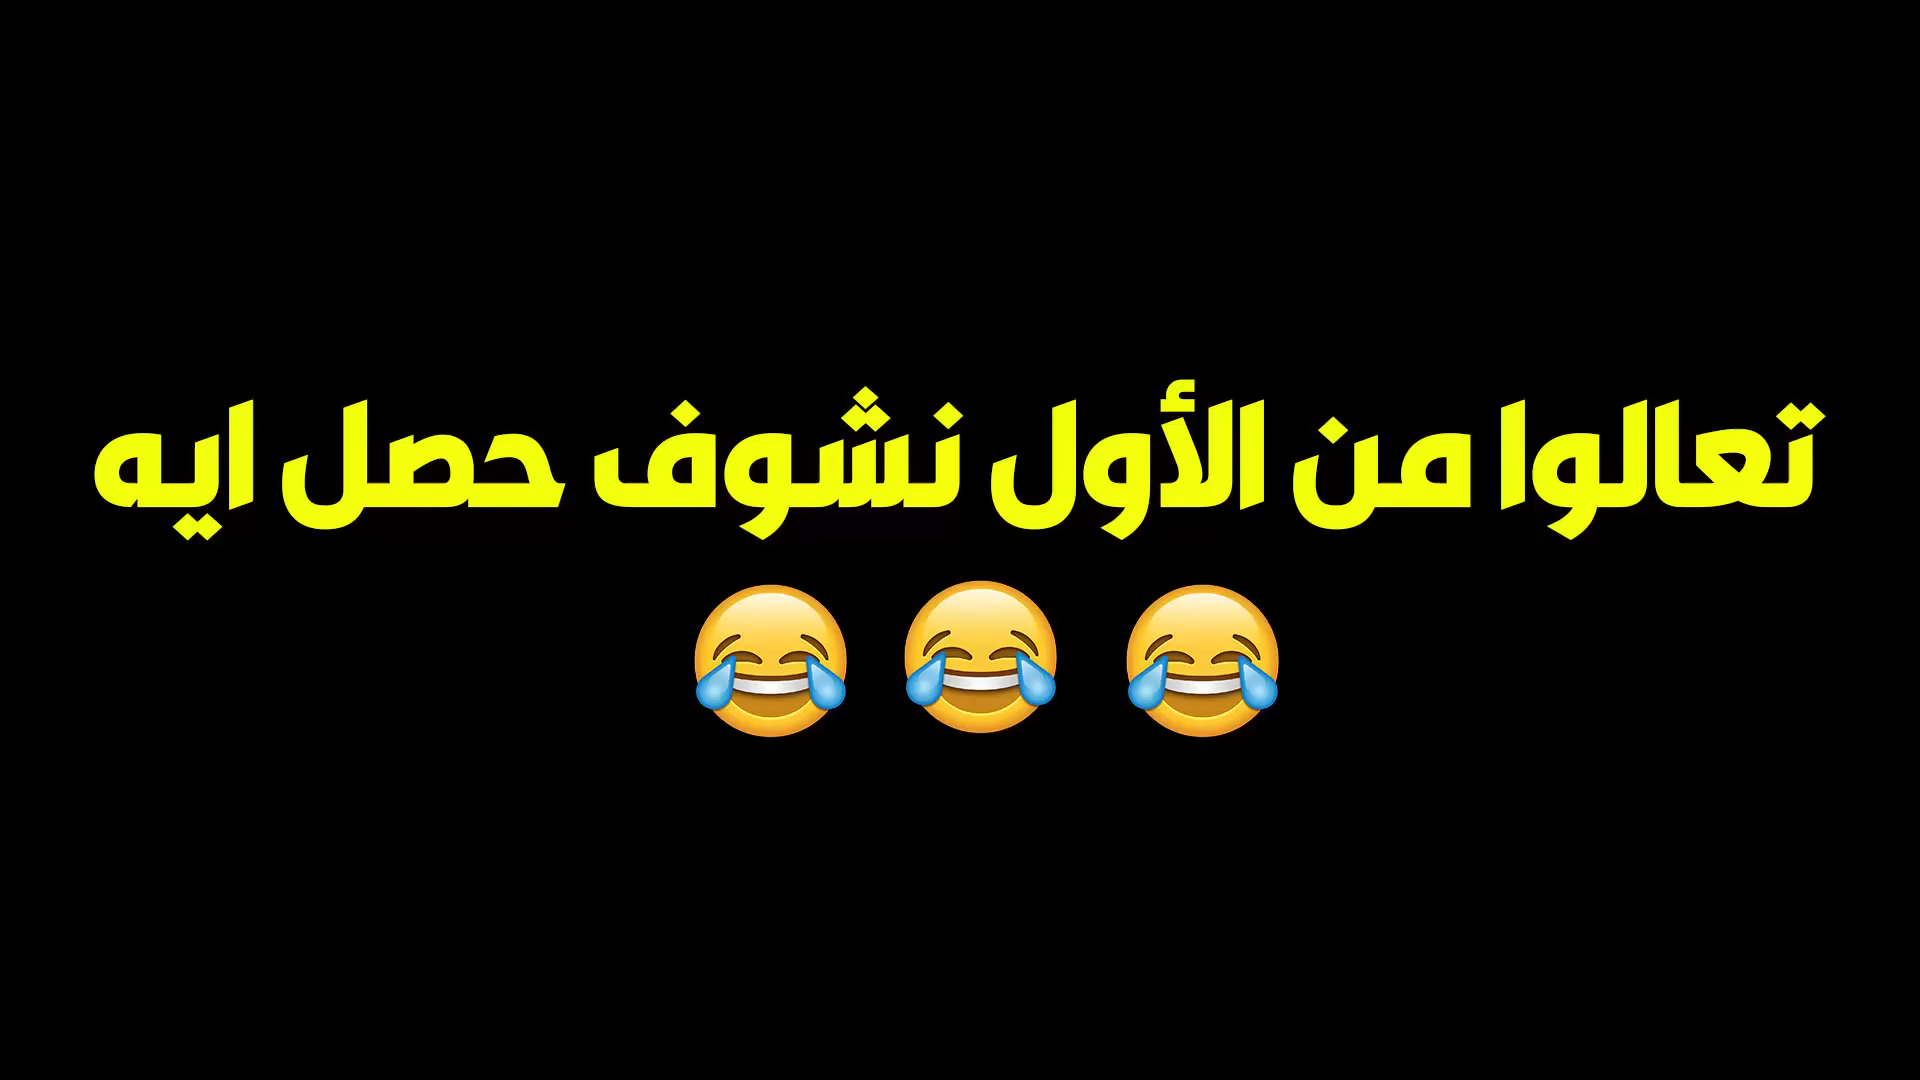 تعالوا من الأول نشوف حصل ايه
😂 😂 😂